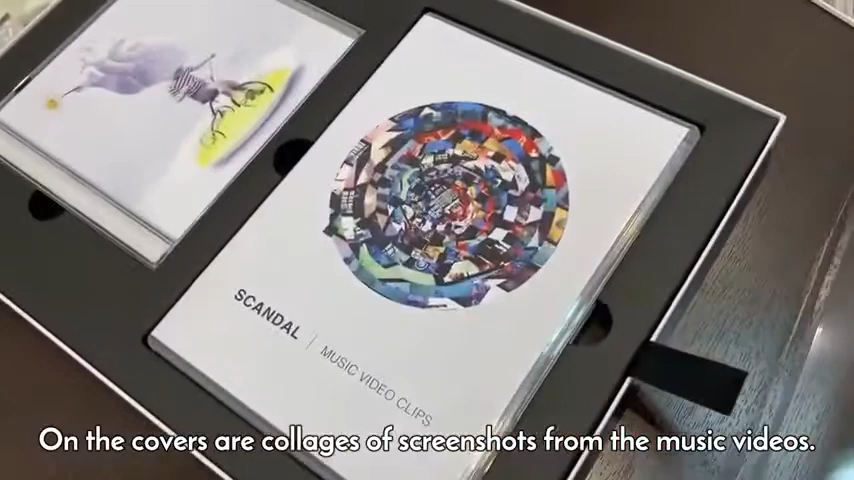 SCANDAL | MUSIC VIDEO CLIPS
On the covers are collages of screenshots from the music videos.